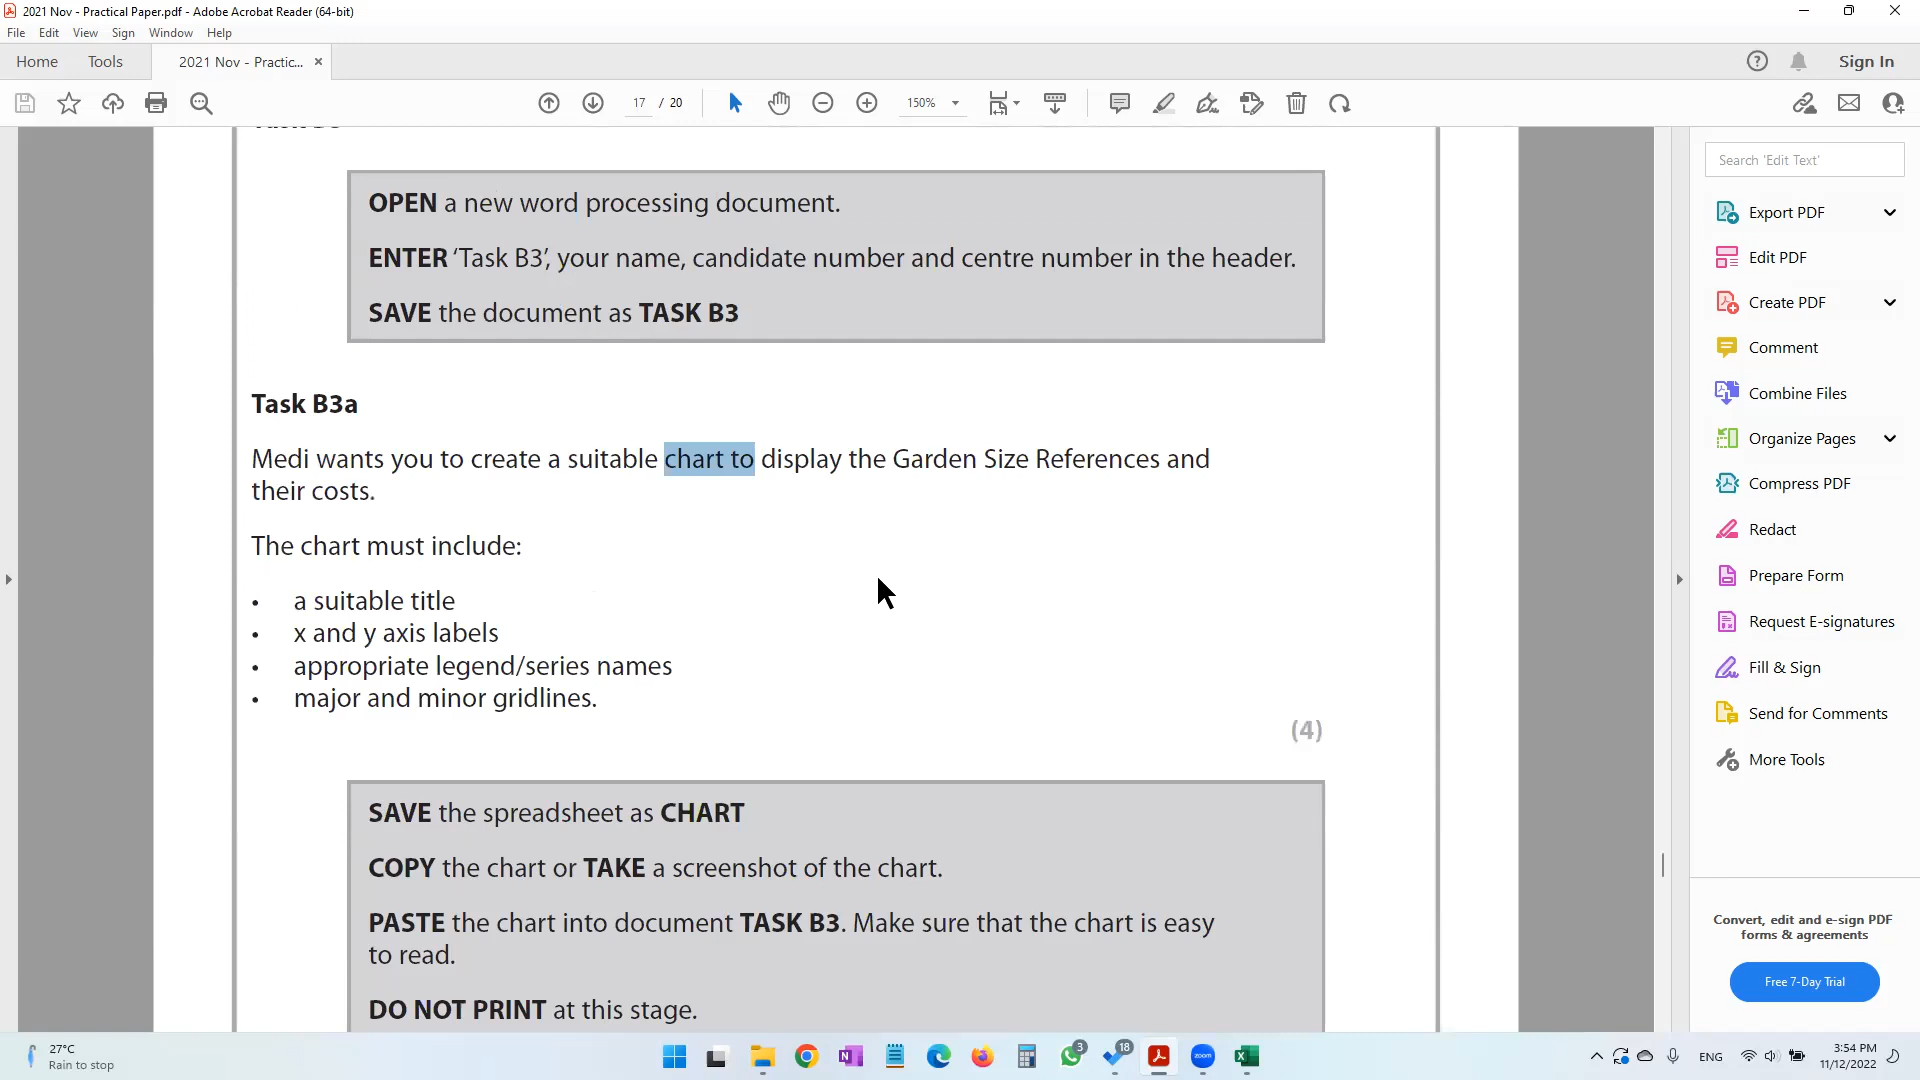 2021 Nov - Practical Paper.pdf - Adobe Acrobat Reader (64-bit)
File Edit View Sign Window Help
Home Tools 2021 Nov - Practic... ×
Sign In
17 / 20 150%
OPEN a new word processing document.
ENTER ‘Task B3’, your name, candidate number and centre number in the header.
SAVE the document as TASK B3
Task B3a
Medi wants you to create a suitable chart to display the Garden Size References and
their costs.
The chart must include:
• a suitable title
• x and y axis labels
• appropriate legend/series names
• major and minor gridlines.
(4)
SAVE the spreadsheet as CHART
COPY the chart or TAKE a screenshot of the chart.
PASTE the chart into document TASK B3. Make sure that the chart is easy
to read.
DO NOT PRINT at this stage.
Search 'Edit Text'
Export PDF
Edit PDF
Create PDF
Comment
Combine Files
Organize Pages
Compress PDF
Redact
Prepare Form
Request E-signatures
Fill & Sign
Send for Comments
More Tools
Convert, edit and e-sign PDF
forms & agreements
Free 7-Day Trial
27°C
Rain to stop
3
18
zoom
ENG
3:54 PM
11/12/2022